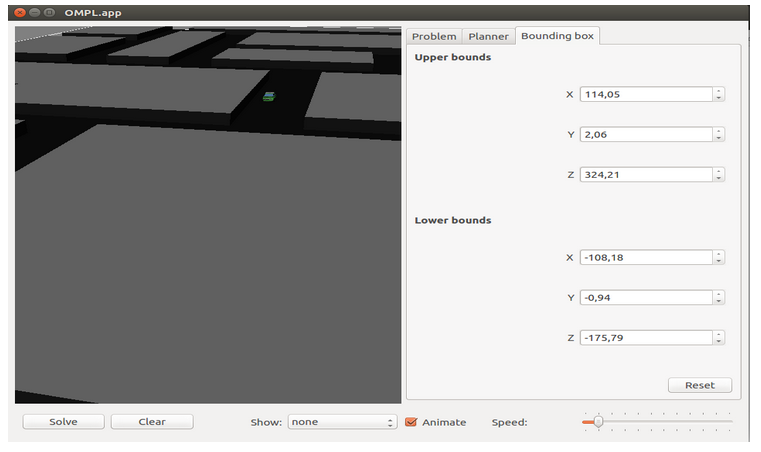 OMPL.app
Problem Planner Bounding box
Upper bounds
X 114,05
Y 2,06
Z 324,21
Lower bounds
X -108,18
Y -0,94
Z -175,79
Reset
Solve Clear Show: none Animate Speed: